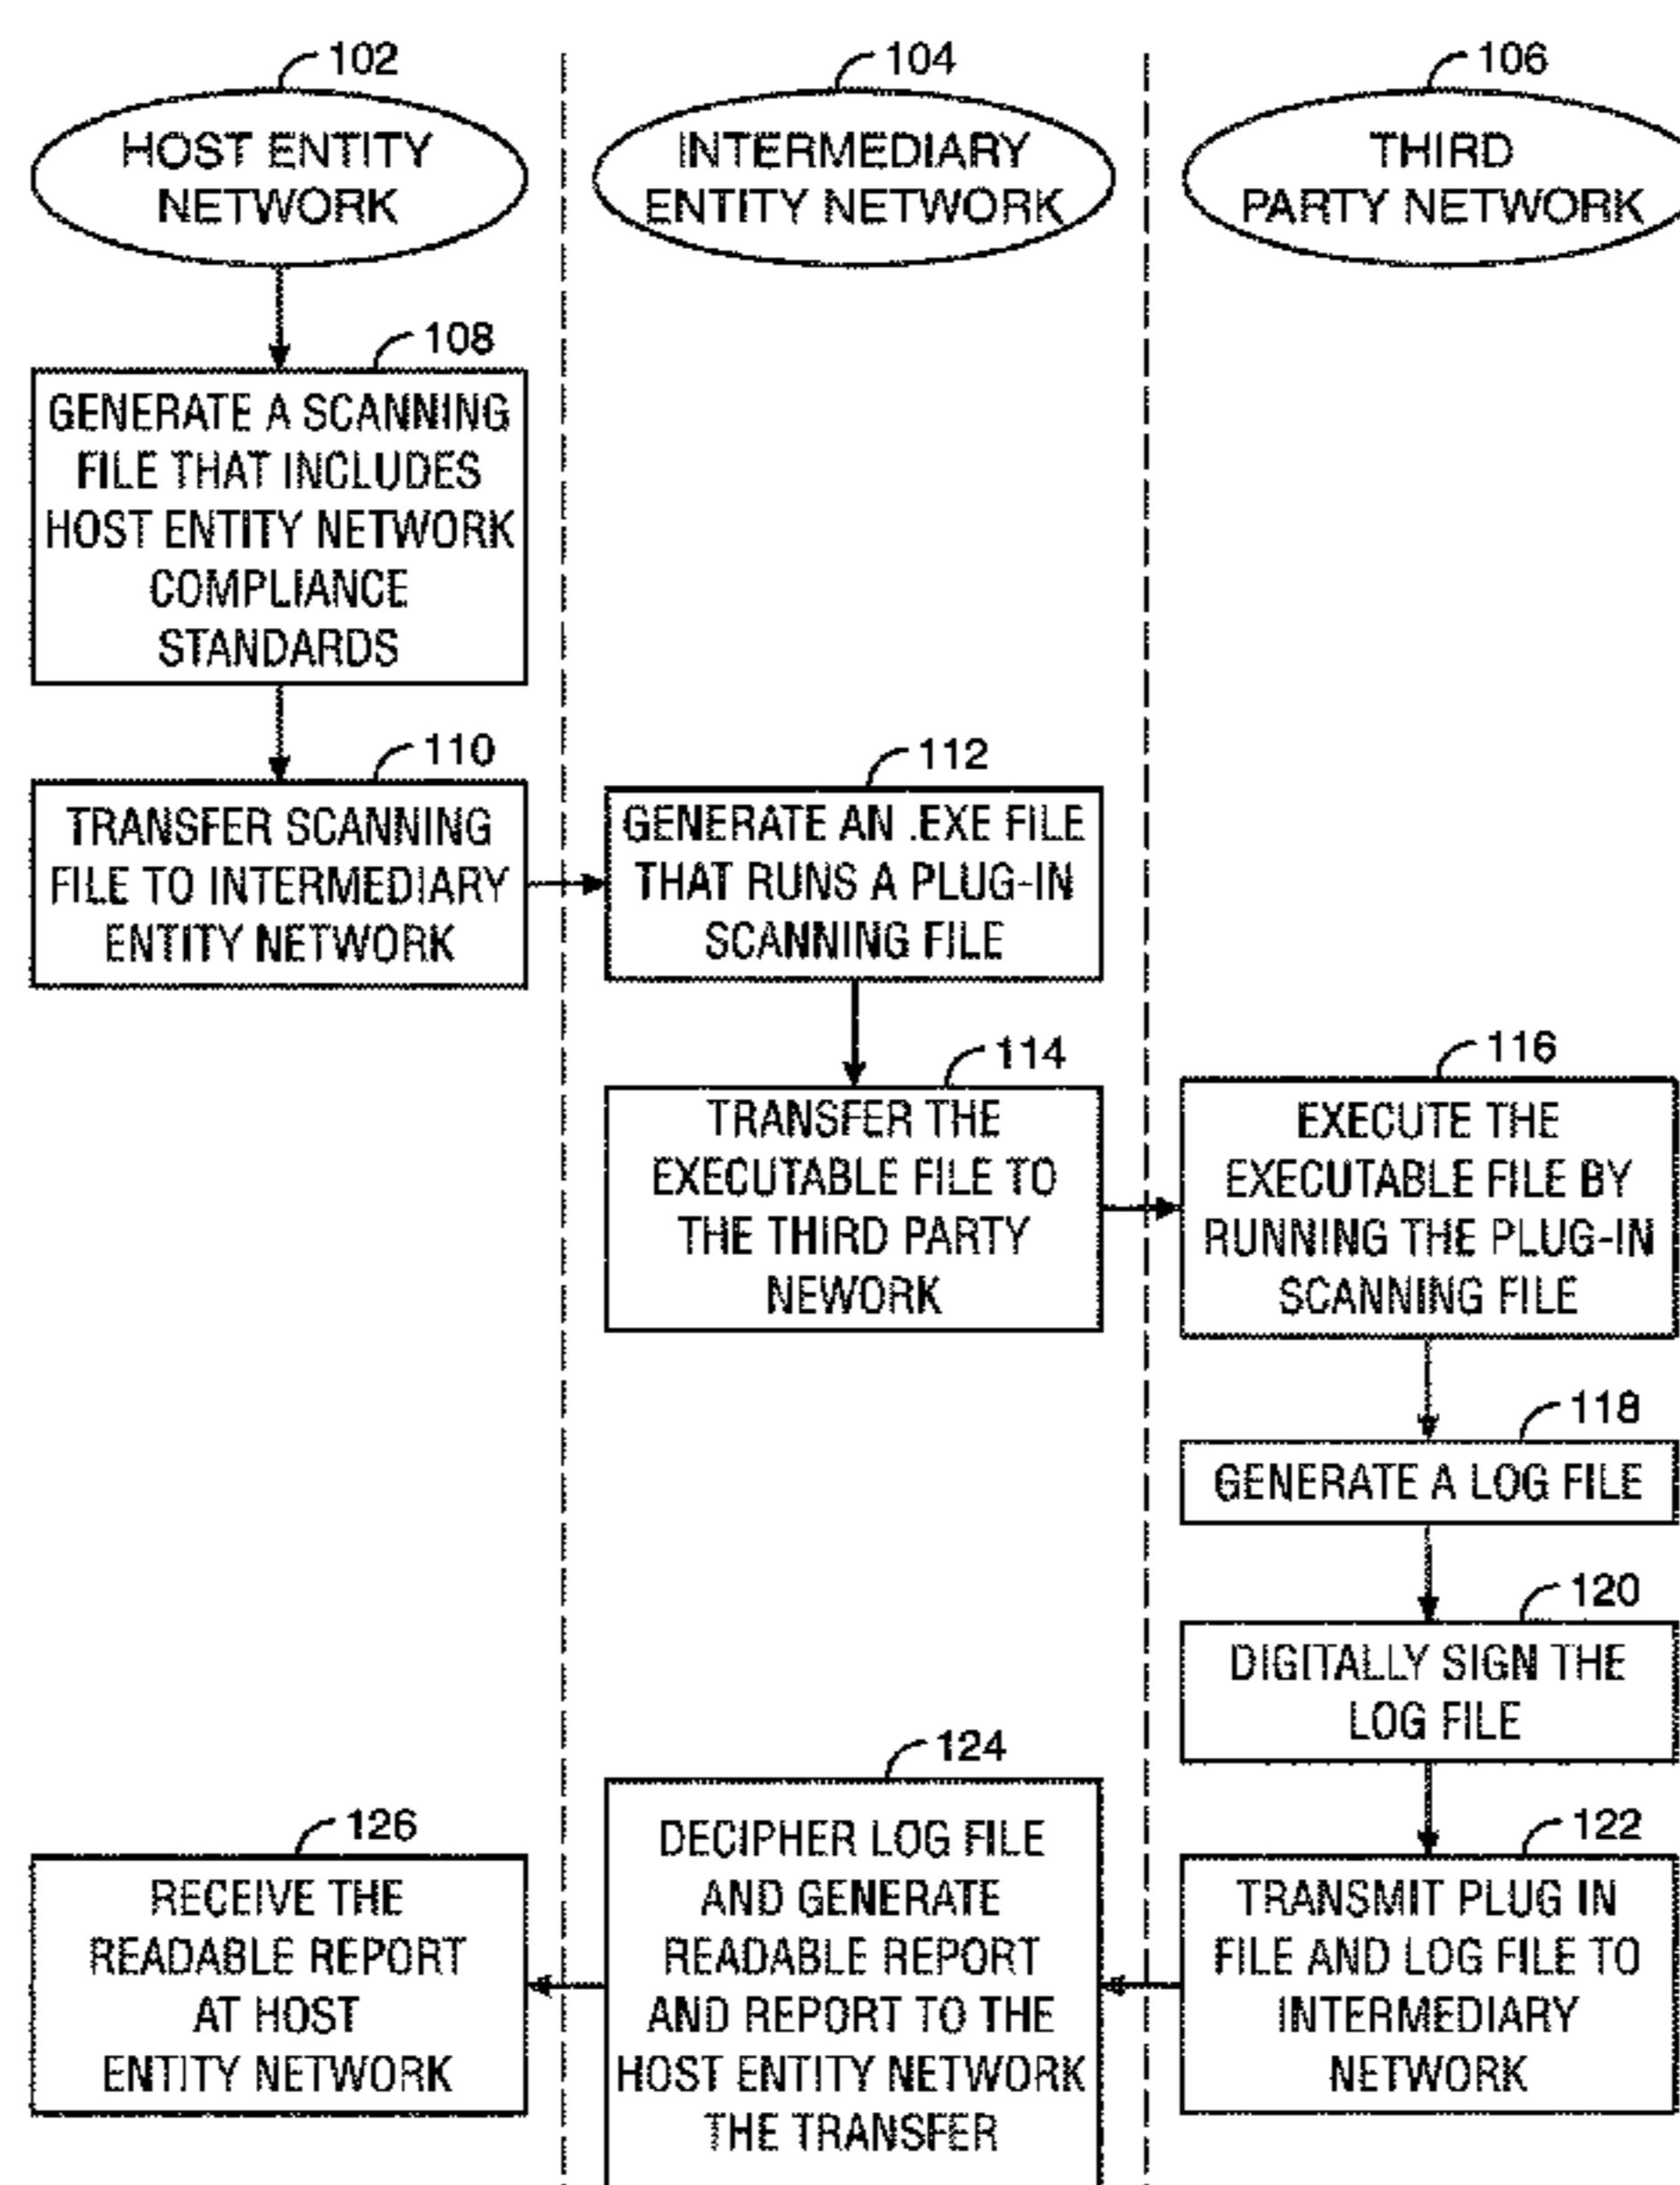 102
HOST ENTITY
NETWORK
104
INTERMEDIARY
ENTITY NETWORK
106
THIRD
PARTY NETWORK
108
GENERATE A SCANNING
FILE THAT INCLUDES
HOST ENTITY NETWORK
COMPLIANCE
STANDARDS
110
TRANSFER SCANNING
FILE TO INTERMEDIARY
ENTITY NETWORK
112
GENERATE AN .EXE FILE
THAT RUNS A PLUG-IN
SCANNING FILE
114
TRANSFER THE
EXECUTABLE FILE TO
THE THIRD PARTY
NEWORK
116
EXECUTE THE
EXECUTABLE FILE BY
RUNNING THE PLUG-IN
SCANNING FILE
118
GENERATE A LOG FILE
120
DIGITALLY SIGN THE
LOG FILE
122
TRANSMIT PLUG IN
FILE AND LOG FILE TO
INTERMEDIARY
NETWORK
124
DECIPHER LOG FILE
AND GENERATE
READABLE REPORT
AND REPORT TO THE
HOST ENTITY NETWORK
THE TRANSFER
126
RECEIVE THE
READABLE REPORT
AT HOST
ENTITY NETWORK